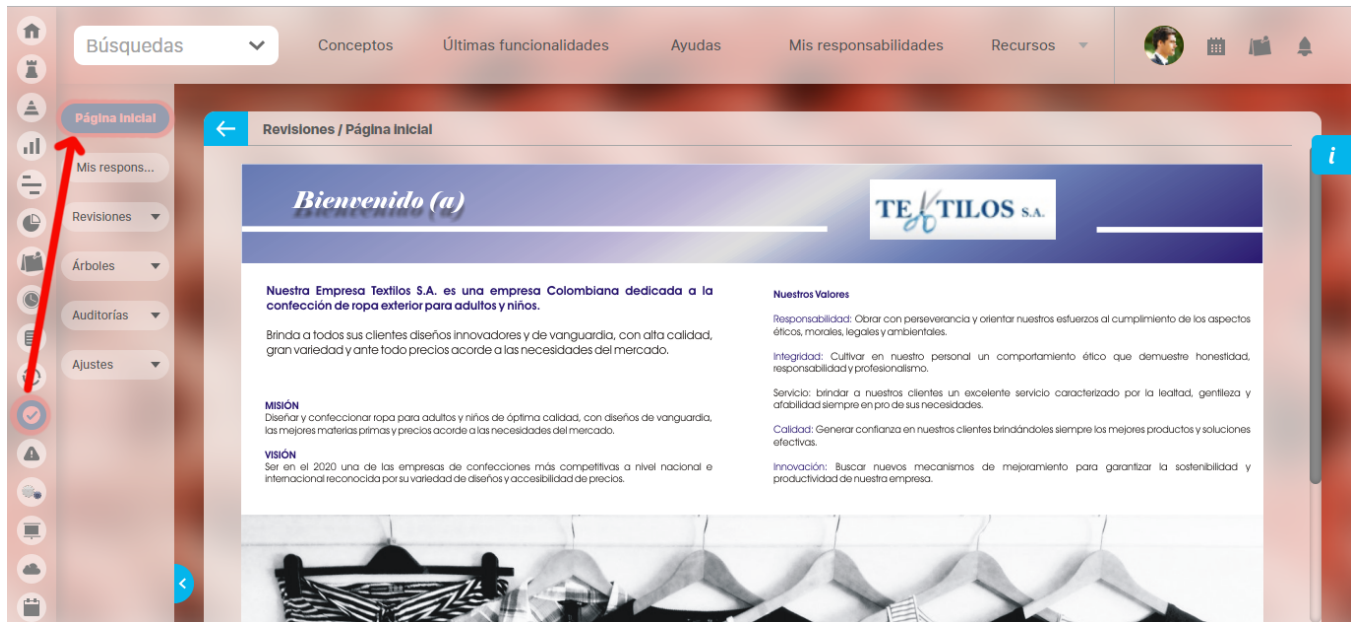 Búsquedas
Conceptos
Últimas funcionalidades
Ayudas
Mis responsabilidades
Recursos
Página inicial
Mis respons...
Revisiones
Árboles
Auditorías
Ajustes
Revisiones / Página inicial
i
Bienvenido (a)
TEXTILOS S.A.
Nuestra Empresa Textilos S.A. es una empresa Colombiana dedicada a la
confección de ropa exterior para adultos y niños.
Brinda a todos sus clientes diseños innovadores y de vanguardia, con alta calidad,
gran variedad y ante todo precios acorde a las necesidades del mercado.
MISIÓN
Diseñar y confeccionar ropa para adultos y niños de óptima calidad, con diseños de vanguardia,
las mejores materias primas y precios acorde a las necesidades del mercado.
VISIÓN
Ser en el 2020 una de las empresas de confecciones más competitivas a nivel nacional e
internacional reconocida por su variedad de diseños y accesibilidad de precios.
Nuestros Valores
Responsabilidad: Obrar con perseverancia y orientar nuestros esfuerzos al cumplimiento de los aspectos
éticos, morales, legales y ambientales.
Integridad: Cultivar en nuestro personal un comportamiento ético que demuestre honestidad,
responsabilidad y profesionalismo.
Servicio: brindar a nuestros clientes un excelente servicio caracterizado por la lealtad, gentileza y
afabilidad siempre en pro de sus necesidades.
Calidad: Generar confianza en nuestros clientes brindándoles siempre los mejores productos y soluciones
efectivas.
Innovación: Buscar nuevos mecanismos de mejoramiento para garantizar la sostenibilidad y
productividad de nuestra empresa.